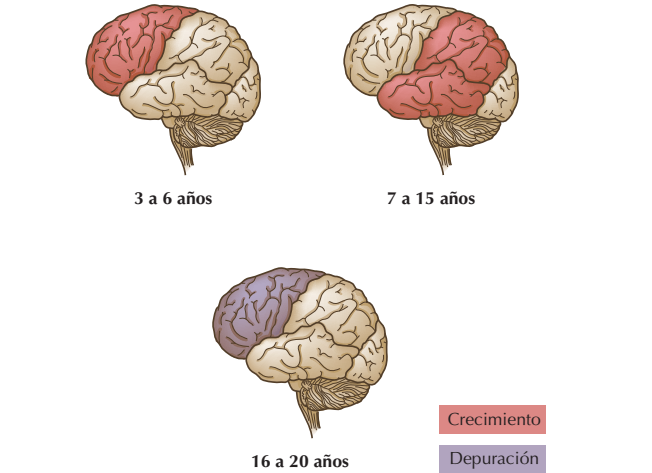 3 a 6 años
7 a 15 años
16 a 20 años
Crecimiento
Depuración